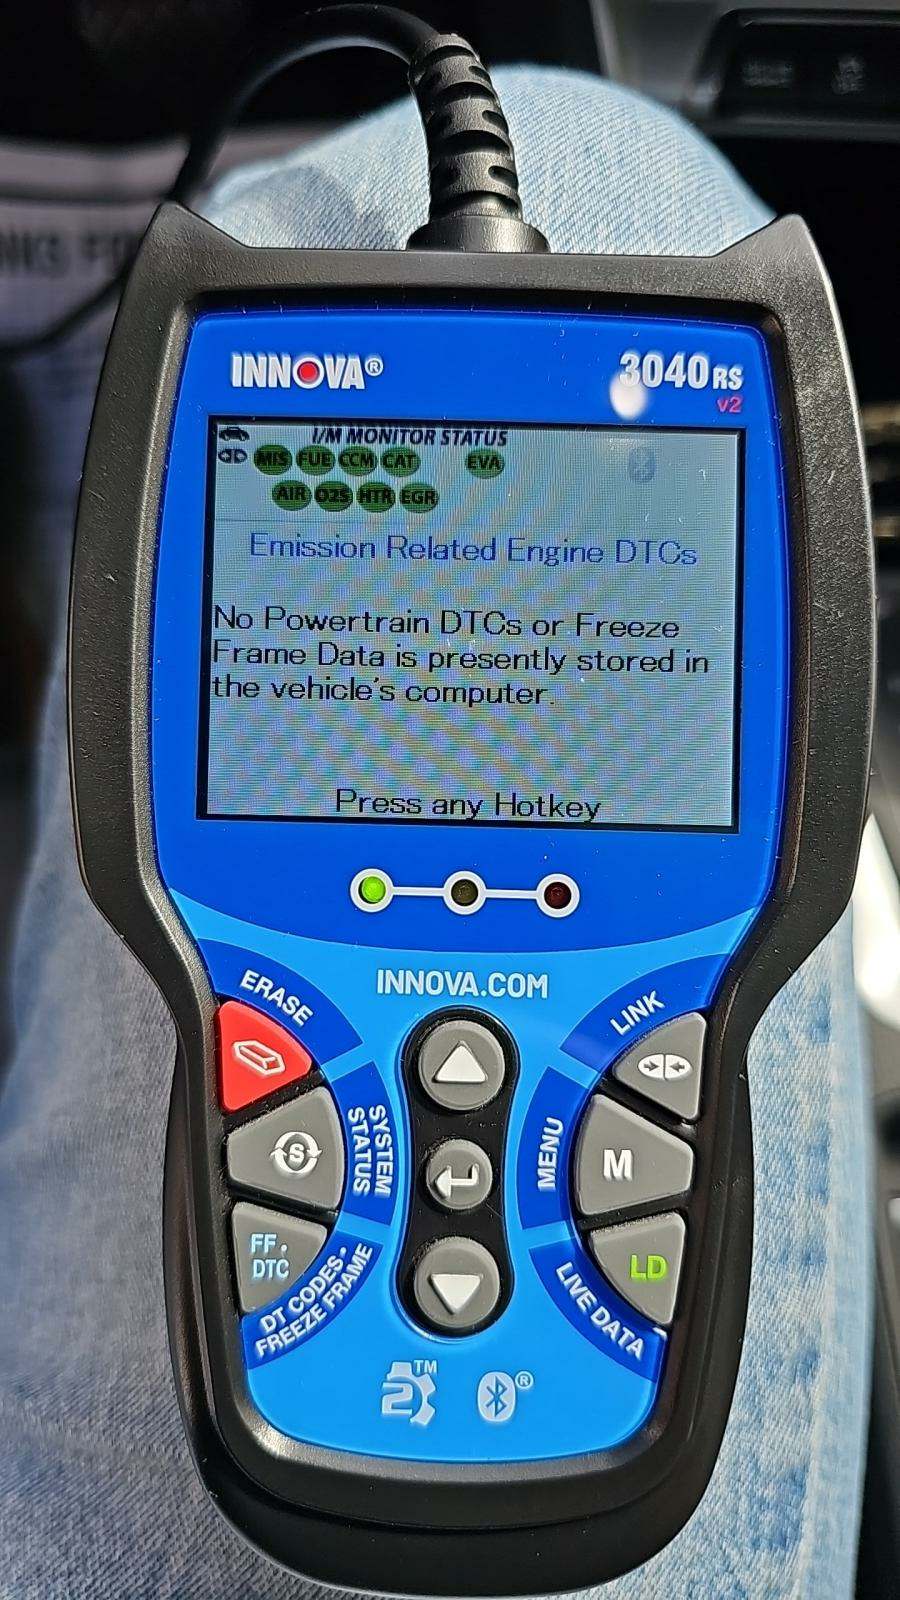 INNOVA®
3040RS
v2
I/M MONITOR STATUS
MIS FUE CCM CAT EVA
AIR O2S HTR EGR
Emission Related Engine DTCs
No Powertrain DTCs or Freeze
Frame Data is presently stored in
the vehicle's computer.
Press any Hotkey
INNOVA.COM
ERASE
LINK
S
SYSTEM
STATUS
MENU
M
FF.
DTC
DT CODES•
FREEZE FRAME
LIVE DATA
LD
2™
®